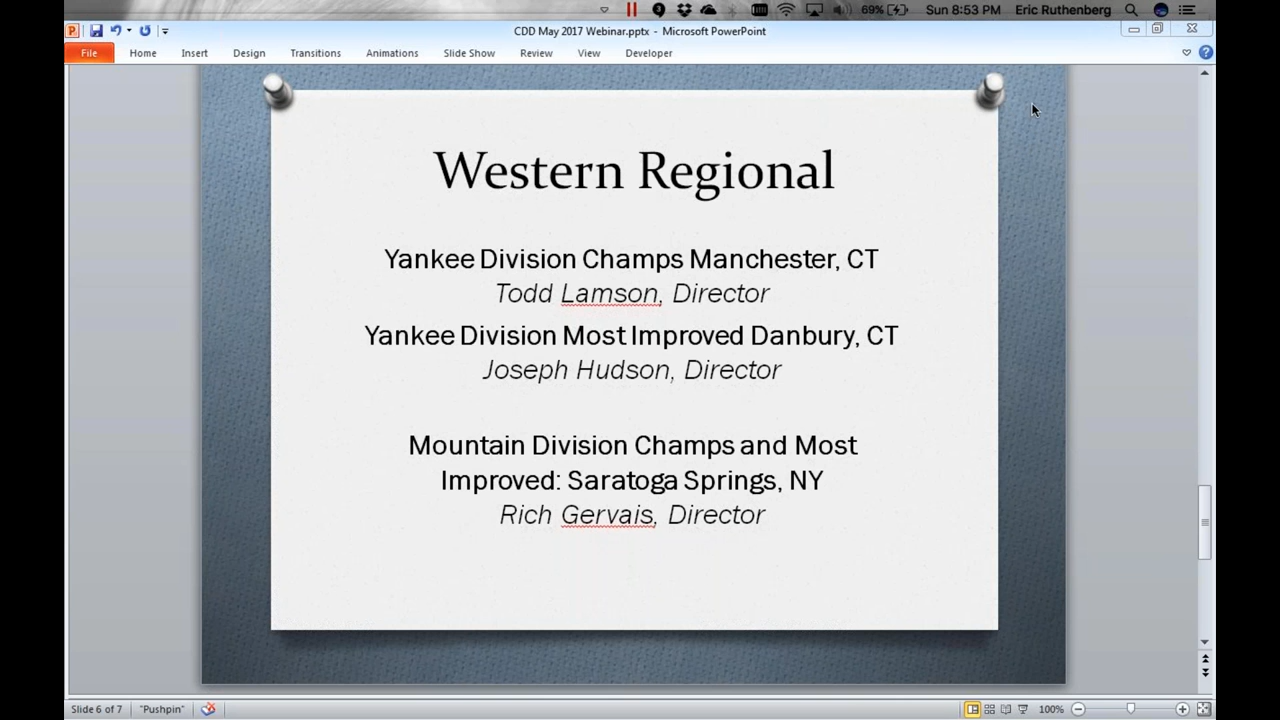 69% Sun 8:53 PM Eric Ruthenberg
CDD May 2017 Webinar.pptx - Microsoft PowerPoint
File Home Insert Design Transitions Animations Slide Show Review View Developer
Western Regional
Yankee Division Champs Manchester, CT
Todd Lamson, Director
Yankee Division Most Improved Danbury, CT
Joseph Hudson, Director
Mountain Division Champs and Most
Improved: Saratoga Springs, NY
Rich Gervais, Director
Slide 6 of 7 "Pushpin" 100%